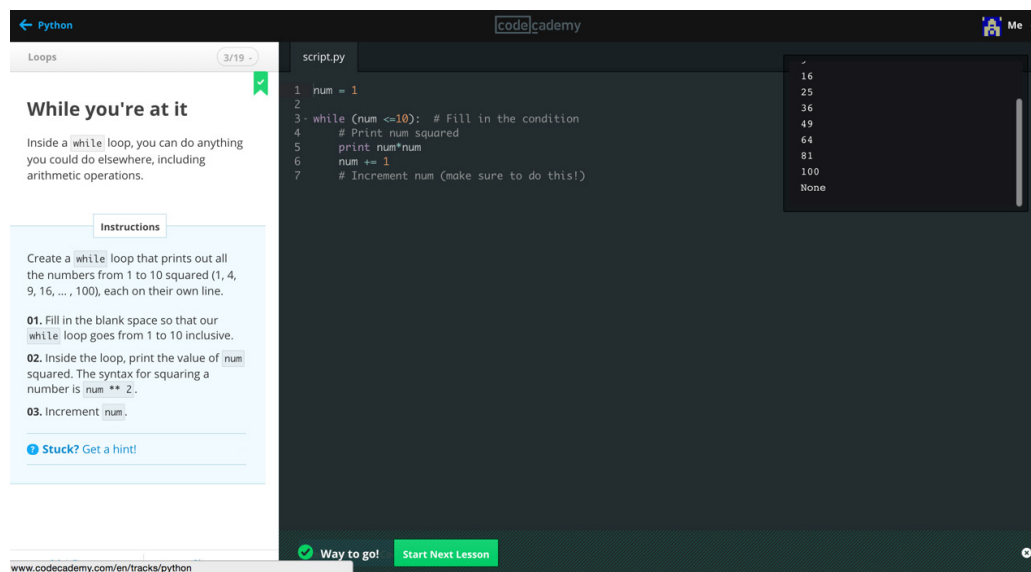 ← Python
codecademy
Me
Loops
3/19
While you're at it
Inside a while loop, you can do anything
you could do elsewhere, including
arithmetic operations.
Instructions
Create a while loop that prints out all
the numbers from 1 to 10 squared (1, 4,
9, 16, ... , 100), each on their own line.
01. Fill in the blank space so that our
while loop goes from 1 to 10 inclusive.
02. Inside the loop, print the value of num
squared. The syntax for squaring a
number is num ** 2 .
03. Increment num .
? Stuck? Get a hint!
www.codecademy.com/en/tracks/python
script.py
1 num = 1
2
3 while (num <=10):  # Fill in the condition
4     # Print num squared
5     print num*num
6     num += 1
7     # Increment num (make sure to do this!)
16
25
36
49
64
81
100
None
Way to go!
Start Next Lesson